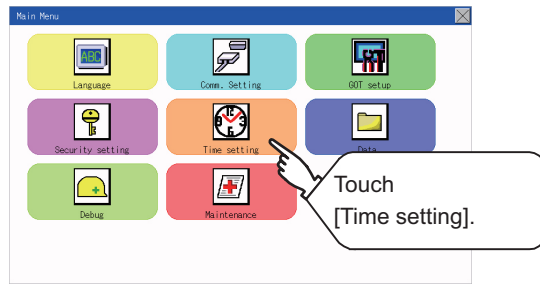 Main Menu
ABC
Language
Comm. Setting
GOT setup
Security setting
Time setting
Data
Debug
Maintenance
Touch
[Time setting].